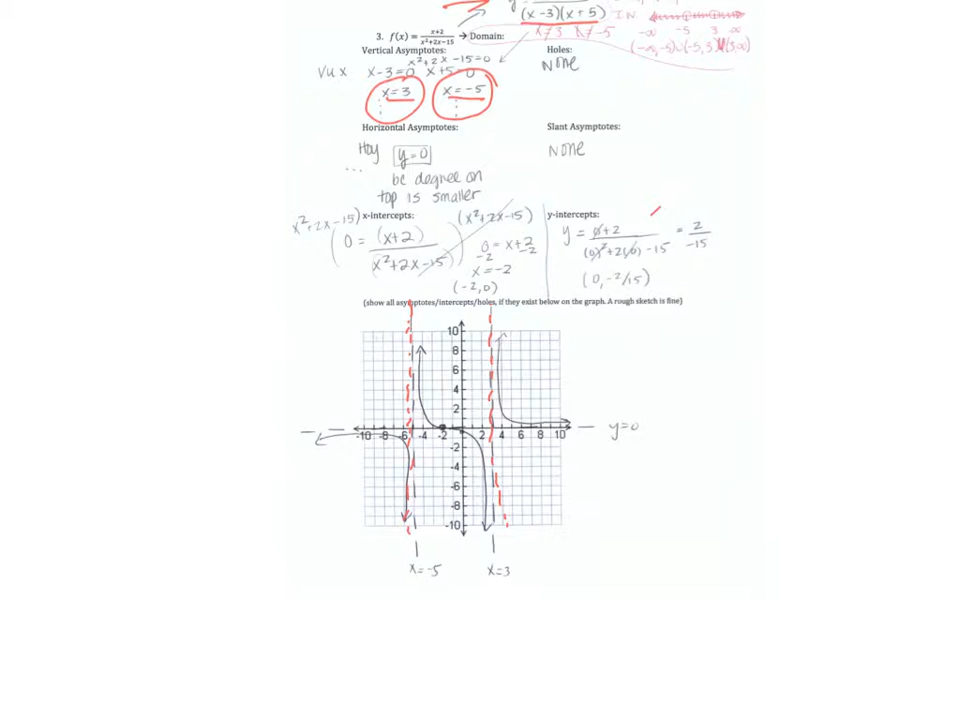 (x-3)(x+5) IN
x≠3 x≠-5 -∞ -5 3 ∞
3. f(x) = x+2/x²+2x-15 → Domain:
(-∞,-5)∪(-5,3)∪(3,∞)
Vertical Asymptotes: Holes:
x²+2x-15=0 None
VUX x-3=0 x+5=0
x=3 x=-5
Horizontal Asymptotes: Slant Asymptotes:
Hoy y=0 None
be degree on
top is smaller
x²+2x-15) x-intercepts: (x²+2x-15) y-intercepts:
(0 = (x+2)/x²+2x-15) y = 0+2/(0)²+2(0)-15 = 2/-15
0 = x+2
-2 -2
x=-2
(-2,0) (0,-2/15)
(show all asymptotes/intercepts/holes, if they exist below on the graph. A rough sketch is fine)
10
8
6
4
2
-10 -8 -6 -4 -2 2 4 6 8 10 y=0
-2
-4
-6
-8
-10
x=-5 x=3